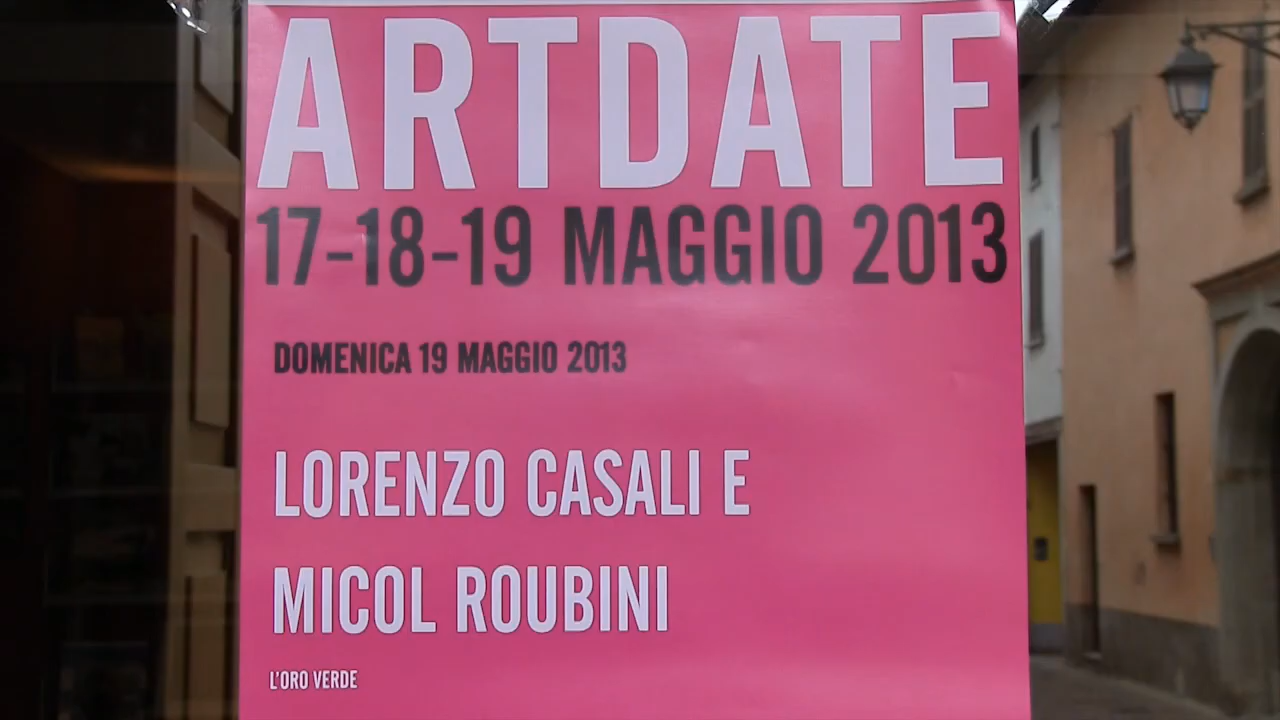 ARTDATE
17-18-19 MAGGIO 2013
DOMENICA 19 MAGGIO 2013
LORENZO CASALI E
MICOL ROUBINI
L'ORO VERDE